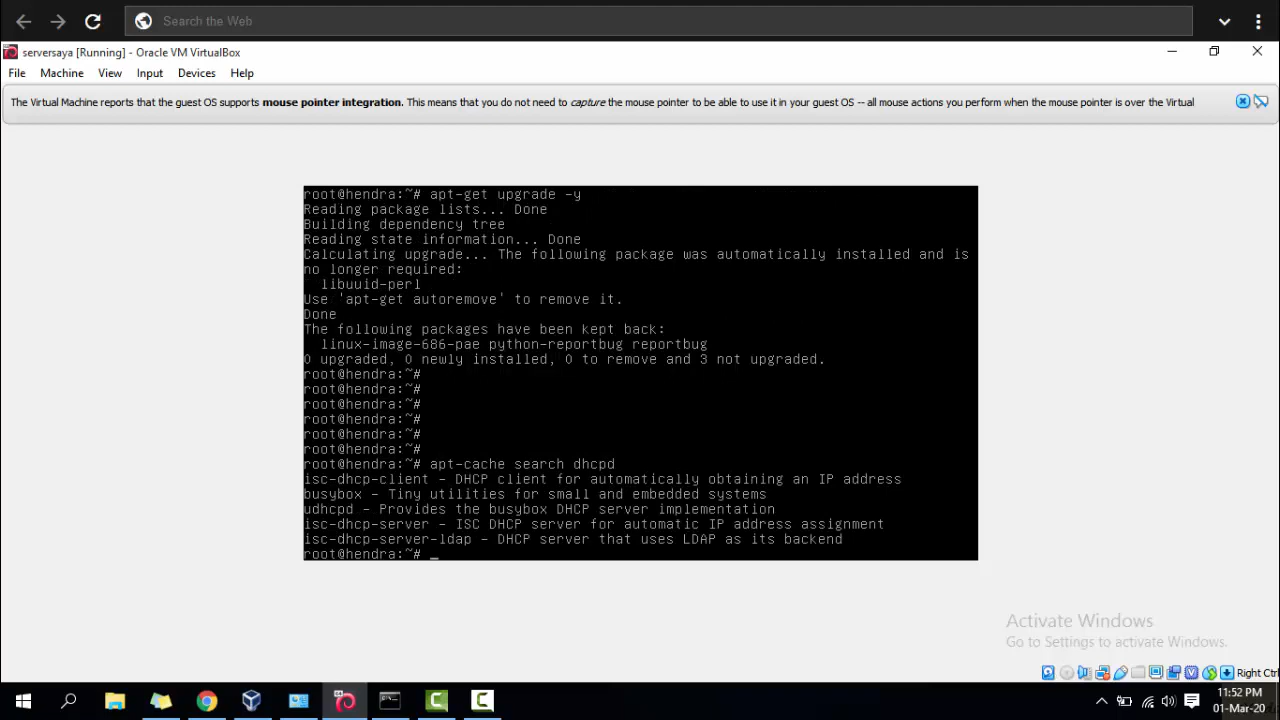 Search the Web
serversaya [Running] - Oracle VM VirtualBox
File Machine View Input Devices Help
The Virtual Machine reports that the guest OS supports mouse pointer integration. This means that you do not need to capture the mouse pointer to be able to use it in your guest OS -- all mouse actions you perform when the mouse pointer is over the Virtual
root@hendra:~# apt-get upgrade -y
Reading package lists... Done
Building dependency tree
Reading state information... Done
Calculating upgrade... The following package was automatically installed and is
no longer required:
  libuuid-perl
Use 'apt-get autoremove' to remove it.
Done
The following packages have been kept back:
  linux-image-686-pae python-reportbug reportbug
0 upgraded, 0 newly installed, 0 to remove and 3 not upgraded.
root@hendra:~#
root@hendra:~#
root@hendra:~#
root@hendra:~#
root@hendra:~#
root@hendra:~#
root@hendra:~# apt-cache search dhcpd
isc-dhcp-client - DHCP client for automatically obtaining an IP address
busybox - Tiny utilities for small and embedded systems
udhcpd - Provides the busybox DHCP server implementation
isc-dhcp-server - ISC DHCP server for automatic IP address assignment
isc-dhcp-server-ldap - DHCP server that uses LDAP as its backend
root@hendra:~# _
Activate Windows
Go to Settings to activate Windows.
Right Ctrl
11:52 PM
01-Mar-20